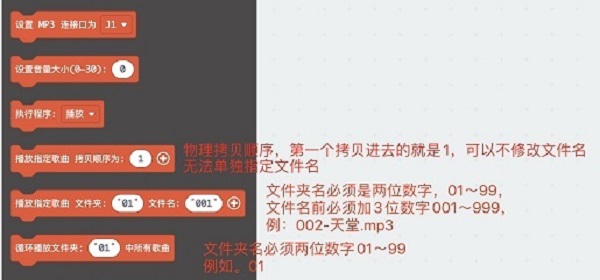 设置 MP3 连接口为 J1
设置音量大小(0-30): 0
执行程序: 播放
播放指定歌曲 拷贝顺序为: 1
物理拷贝顺序，第一个拷贝进去的就是1，可以不修改文件名
无法单独指定文件名
播放指定歌曲 文件夹: "01" 文件名: "001"
文件夹名必须是两位数字，01～99，
文件名前必须加3位数字001～999，
例：002-天堂.mp3
循环播放文件夹: "01" 中所有歌曲
文件夹名必须两位数字01～99
例如。01